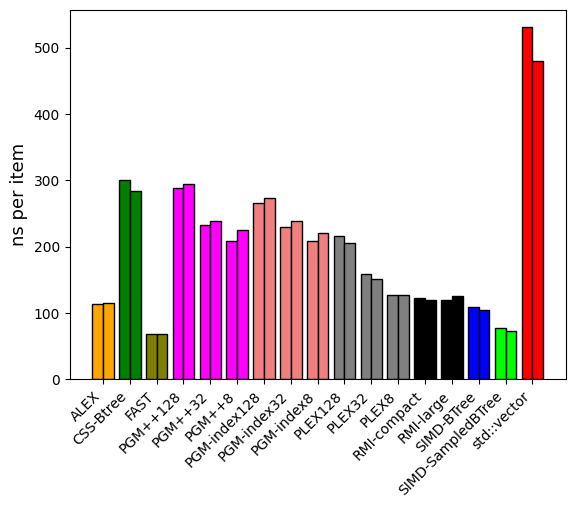 ns per item
500
400
300
200
100
0
ALEX
CSS-Btree
FAST
PGM++128
PGM++32
PGM++8
PGM-index128
PGM-index32
PGM-index8
PLEX128
PLEX32
PLEX8
RMI-compact
RMI-large
SIMD-BTree
SIMD-SampledBTree
std::vector